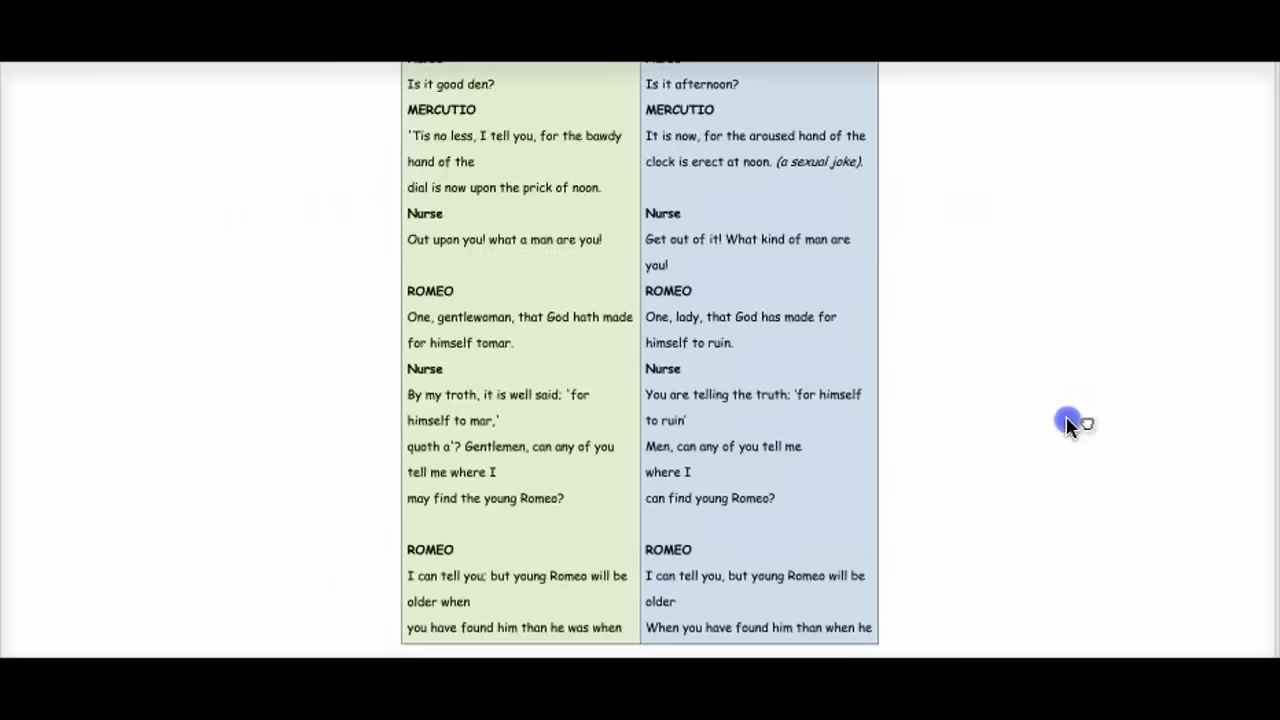 Is it good den?
MERCUTIO
'Tis no less, I tell you, for the bawdy
hand of the
dial is now upon the prick of noon.
Nurse
Out upon you! what a man are you!
ROMEO
One, gentlewoman, that God hath made
for himself tomar.
Nurse
By my troth, it is well said; 'for
himself to mar,'
quoth a'? Gentlemen, can any of you
tell me where I
may find the young Romeo?
ROMEO
I can tell you; but young Romeo will be
older when
you have found him than he was when
Is it afternoon?
MERCUTIO
It is now, for the aroused hand of the
clock is erect at noon. (a sexual joke).
Nurse
Get out of it! What kind of man are
you!
ROMEO
One, lady, that God has made for
himself to ruin.
Nurse
You are telling the truth; 'for himself
to ruin'
Men, can any of you tell me
where I
can find young Romeo?
ROMEO
I can tell you, but young Romeo will be
older
When you have found him than when he